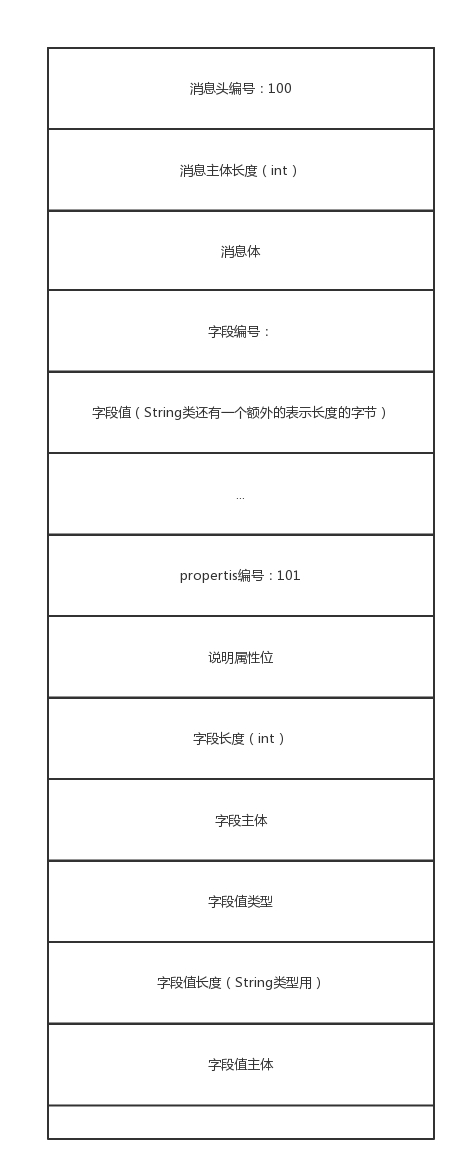 消息头编号：100
消息主体长度（int）
消息体
字段编号：
字段值（String类还有一个额外的表示长度的字节）
...
propertis编号：101
说明属性位
字段长度（int）
字段主体
字段值类型
字段值长度（String类型用）
字段值主体